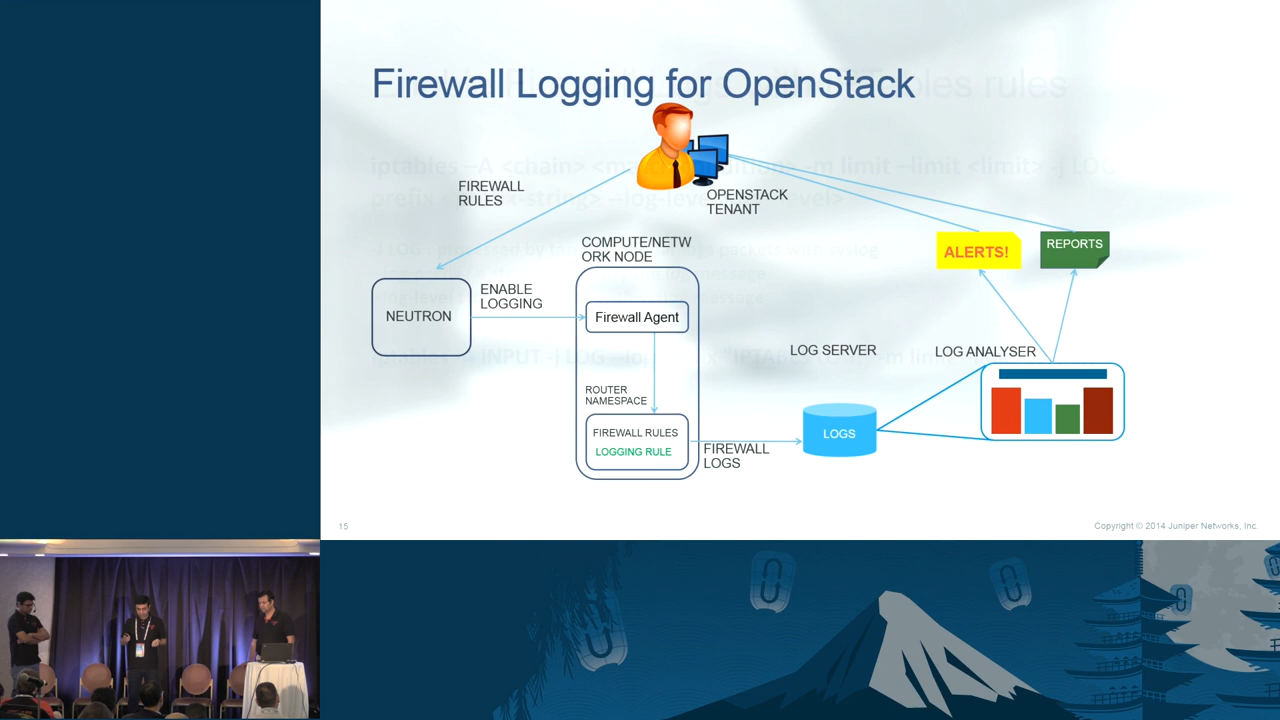 Firewall Logging for OpenStack
FIREWALL
RULES
OPENSTACK
TENANT
COMPUTE/NETW
ORK NODE
ALERTS!
REPORTS
ENABLE
LOGGING
NEUTRON
Firewall Agent
LOG SERVER
LOG ANALYSER
ROUTER
NAMESPACE
FIREWALL RULES
LOGGING RULE
LOGS
FIREWALL
LOGS
15
Copyright © 2014 Juniper Networks, Inc.